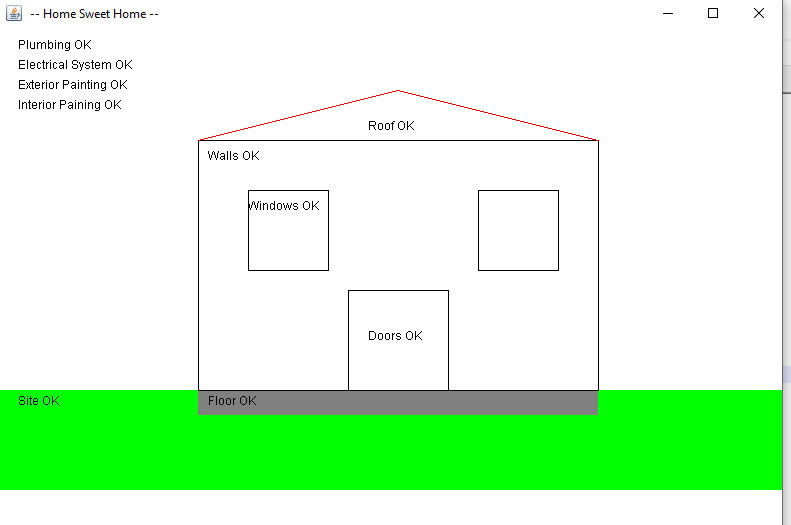 -- Home Sweet Home --
Plumbing OK
Electrical System OK
Exterior Painting OK
Interior Paining OK
Roof OK
Walls OK
Windows OK
Doors OK
Site OK
Floor OK